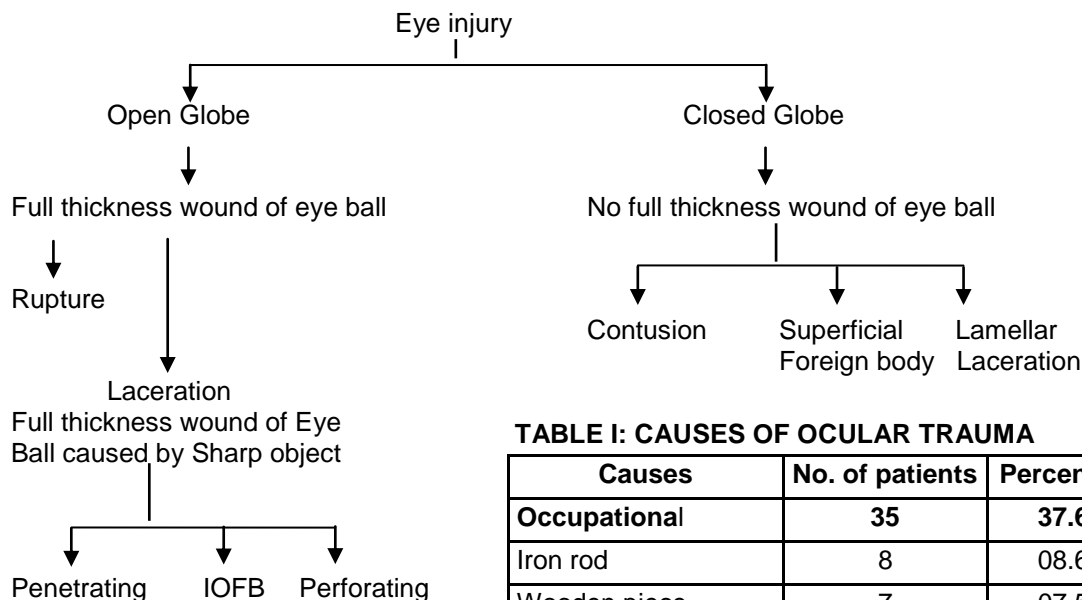 Eye injury
Open Globe
Closed Globe
Full thickness wound of eye ball
No full thickness wound of eye ball
Rupture
Contusion
Superficial
Foreign body
Lamellar
Laceration
Laceration
Full thickness wound of Eye
Ball caused by Sharp object
Penetrating IOFB Perforating
TABLE I: CAUSES OF OCULAR TRAUMA
Causes No. of patients
Occupational 35 37.6
Iron rod 8 08.6